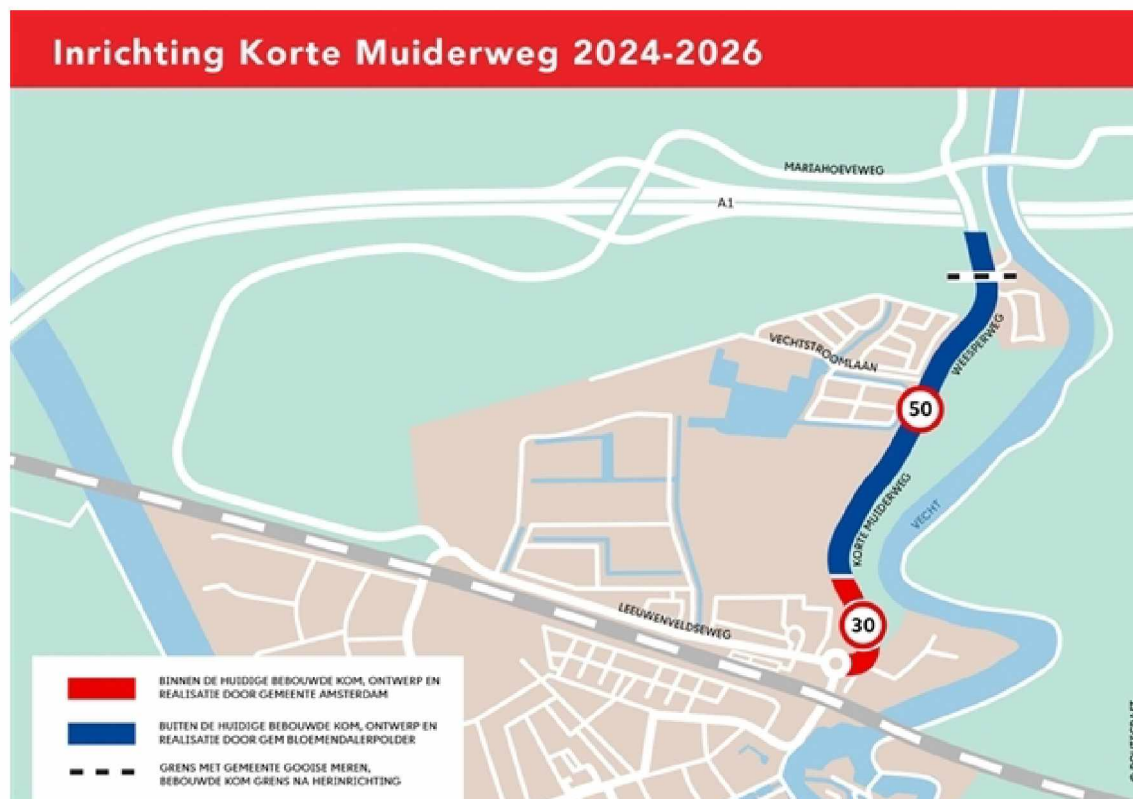 Inrichting Korte Muiderweg 2024-2026
MARIAHOEVEWEG
A1
VECHTSTROOMLAAN
WEESPERWEG
50
KORTE MUIDERWEG
VECHT
30
LEEUWENVELDSEWEG
BINNEN DE HUIDIGE BEBOUWDE KOM, ONTWERP EN
REALISATIE DOOR GEMEENTE AMSTERDAM
BUITEN DE HUIDIGE BEBOUWDE KOM, ONTWERP EN
REALISATIE DOOR GEM BLOEMENDALERPOLDER
GRENS MET GEMEENTE GOOISE MEREN,
BEBOUWDE KOM GRENS NA HERINRICHTING